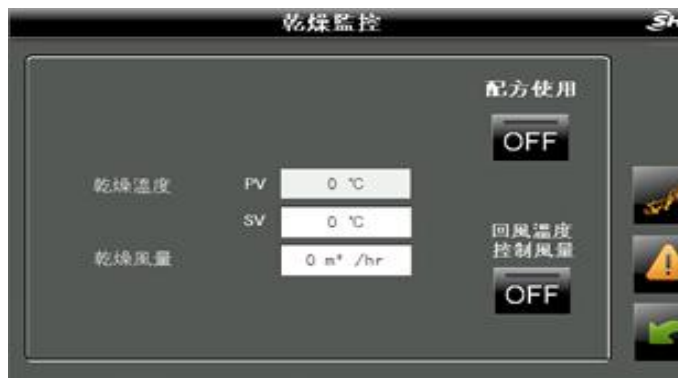 乾燥監控
配方使用
OFF
乾燥溫度 PV 0 ℃
SV 0 ℃
乾燥風量 0 m³ /hr
回風溫度
控制風量
OFF